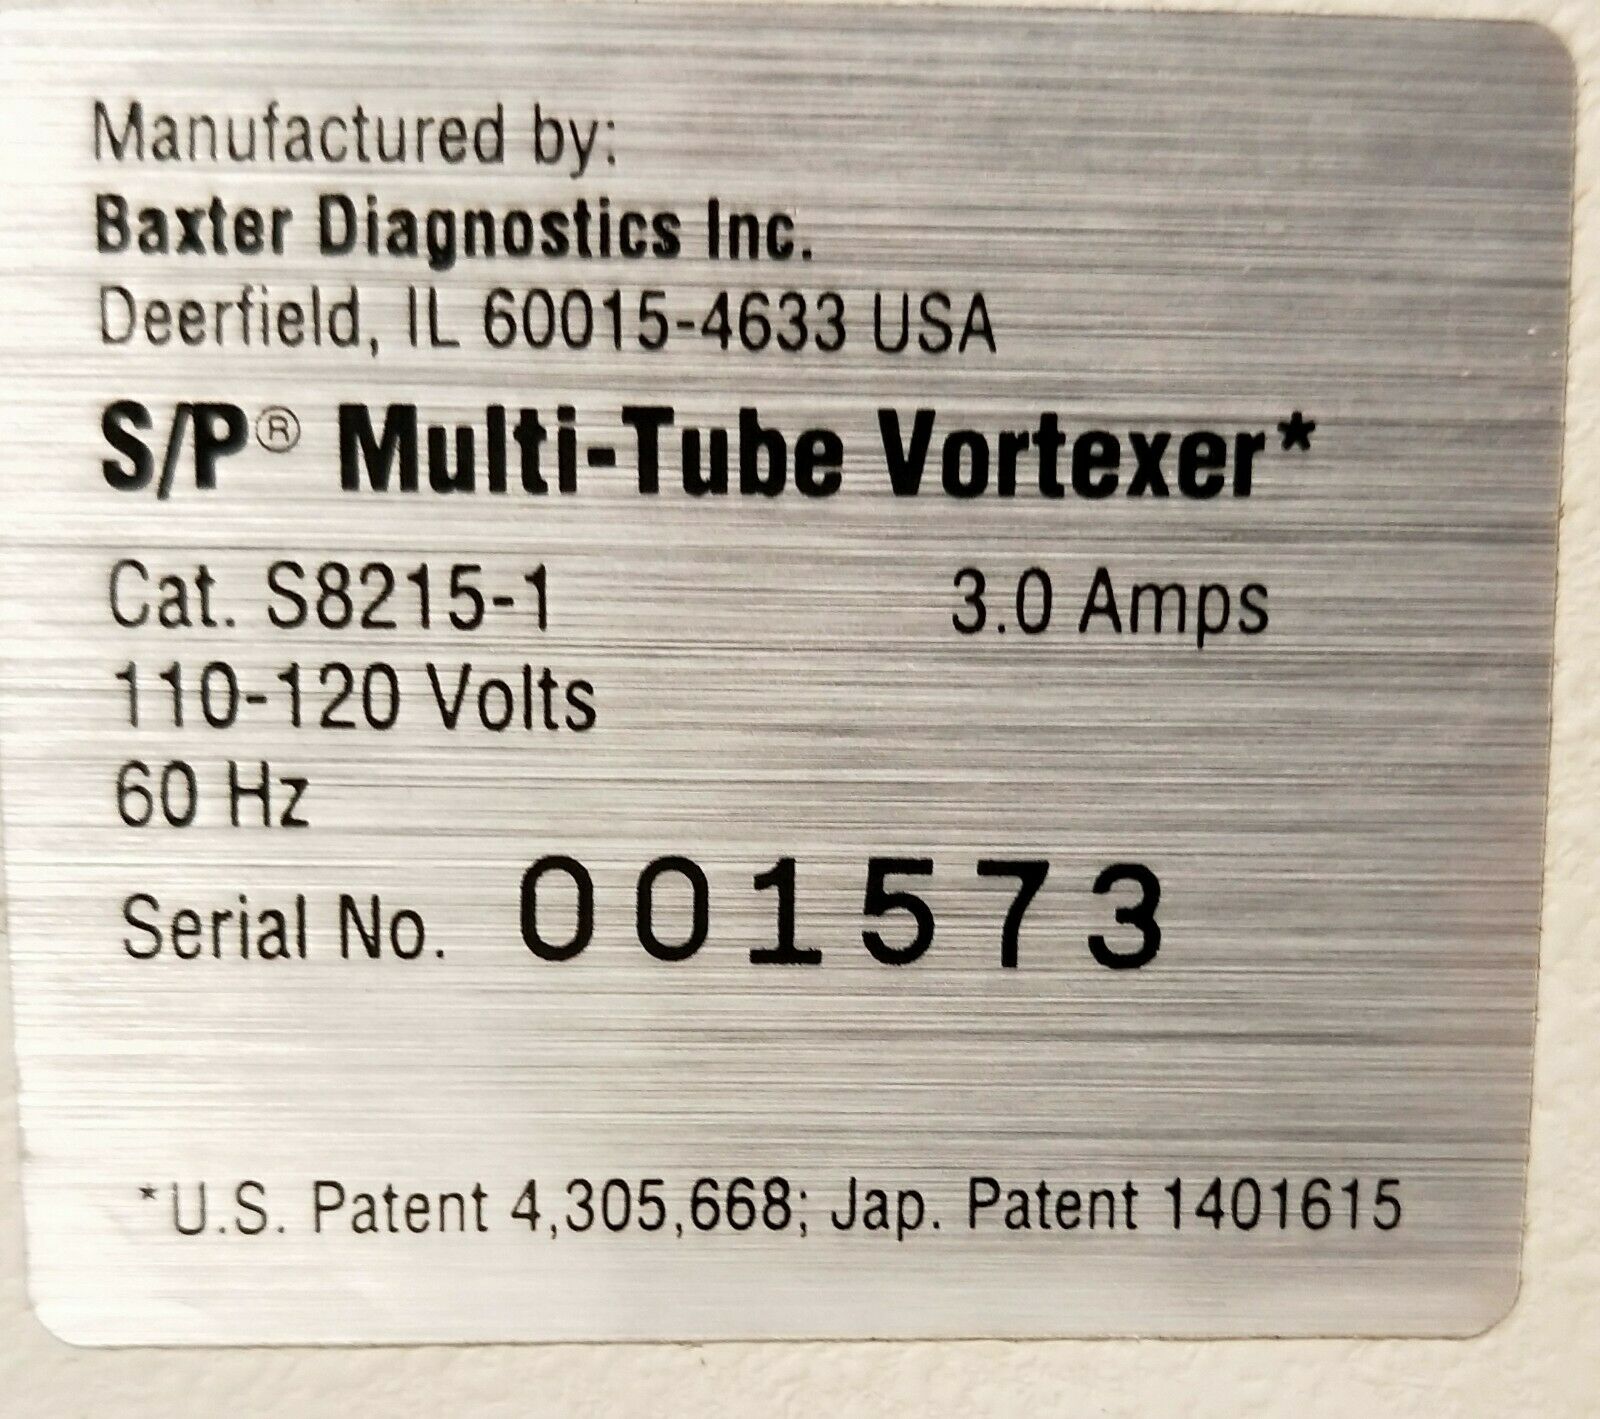 Manufactured by:
Baxter Diagnostics Inc.
Deerfield, IL 60015-4633 USA
S/P® Multi-Tube Vortexer*
Cat. S8215-1 3.0 Amps
110-120 Volts
60 Hz
Serial No. 001573
*U.S. Patent 4,305,668; Jap. Patent 1401615